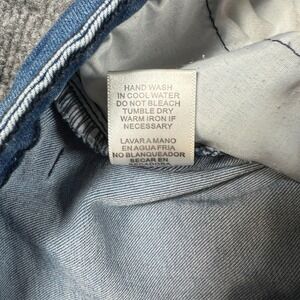 HAND WASH
IN COOL WATER
DO NOT BLEACH
TUMBLE DRY
WARM IRON IF
NECESSARY
LAVAR A MANO
EN AGUA FRIA
NO BLANQUEADOR
SECAR EN